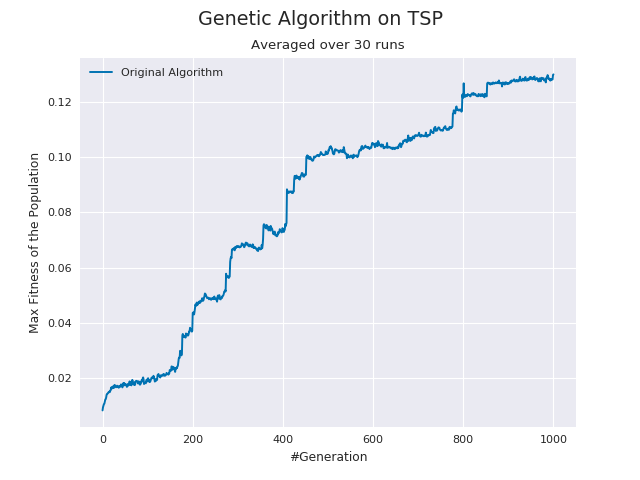 Genetic Algorithm on TSP
Averaged over 30 runs
Original Algorithm
Max Fitness of the Population
0.12
0.10
0.08
0.06
0.04
0.02
0 200 400 600 800 1000
#Generation